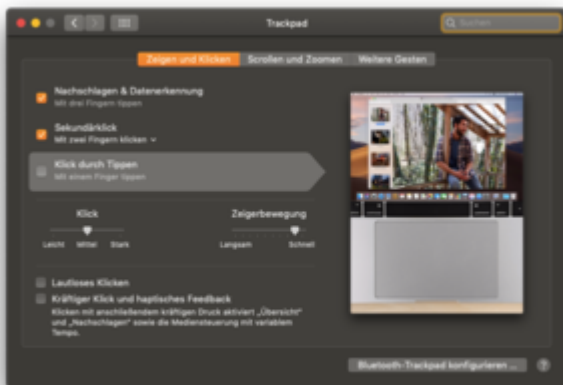 Trackpad
Suchen
Zeigen und Klicken Scrollen und Zoomen Weitere Gesten
Nachschlagen & Datenerkennung
Mit drei Fingern tippen
Sekundärklick
Mit zwei Fingern klicken
Klick durch Tippen
Mit einem Finger tippen
Klick Zeigerbewegung
Leicht Mittel Stark Langsam Schnell
Lautloses Klicken
Kräftiger Klick und haptisches Feedback
Klicken mit anschließendem kräftigen Druck aktiviert „Übersicht“
und „Nachschlagen“ sowie die Mediensteuerung mit variablem
Tempo.
Bluetooth-Trackpad konfigurieren ... ?